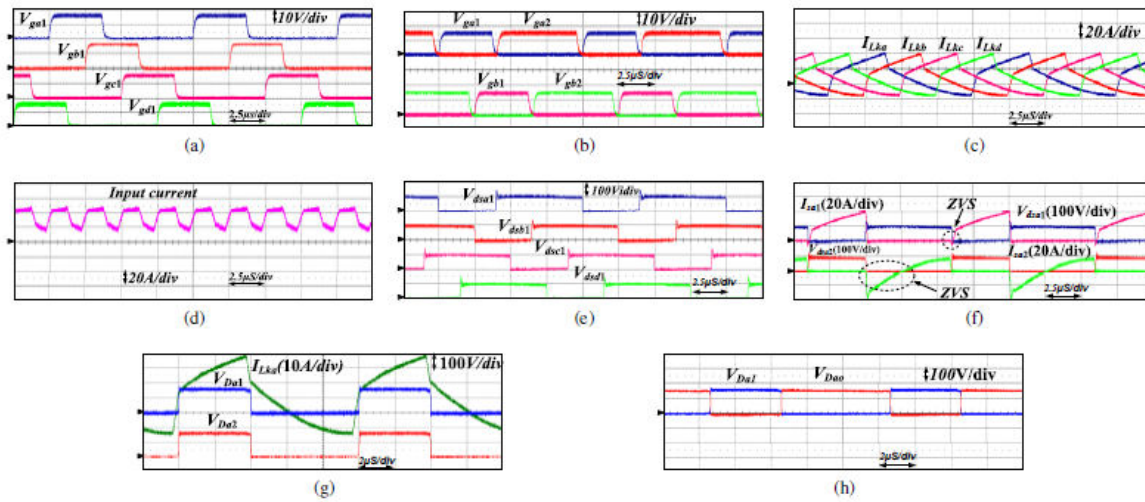 10V/div
Vga1
Vgb1
Vgc1
Vgd1
2.5μs/div
(a)
10V/div
Vga1 Vga2
Vgb1 Vgb2
2.5μS/div
(b)
20A/div
ILka ILkb ILkc ILkd
2.5μS/div
(c)
Input current
20A/div
2.5μS/div
(d)
100V/div
Vdsa1
Vdsb1
Vdsc1
Vdsd1
2.5μS/div
(e)
Isa1(20A/div) ZVS Vdsa1(100V/div)
Vdsa2(100V/div) Isa2(20A/div)
ZVS
2.5μS/div
(f)
ILka(10A/div) 100V/div
VDa1
VDa2
2μS/div
(g)
VDa1 VDao 100V/div
2μS/div
(h)